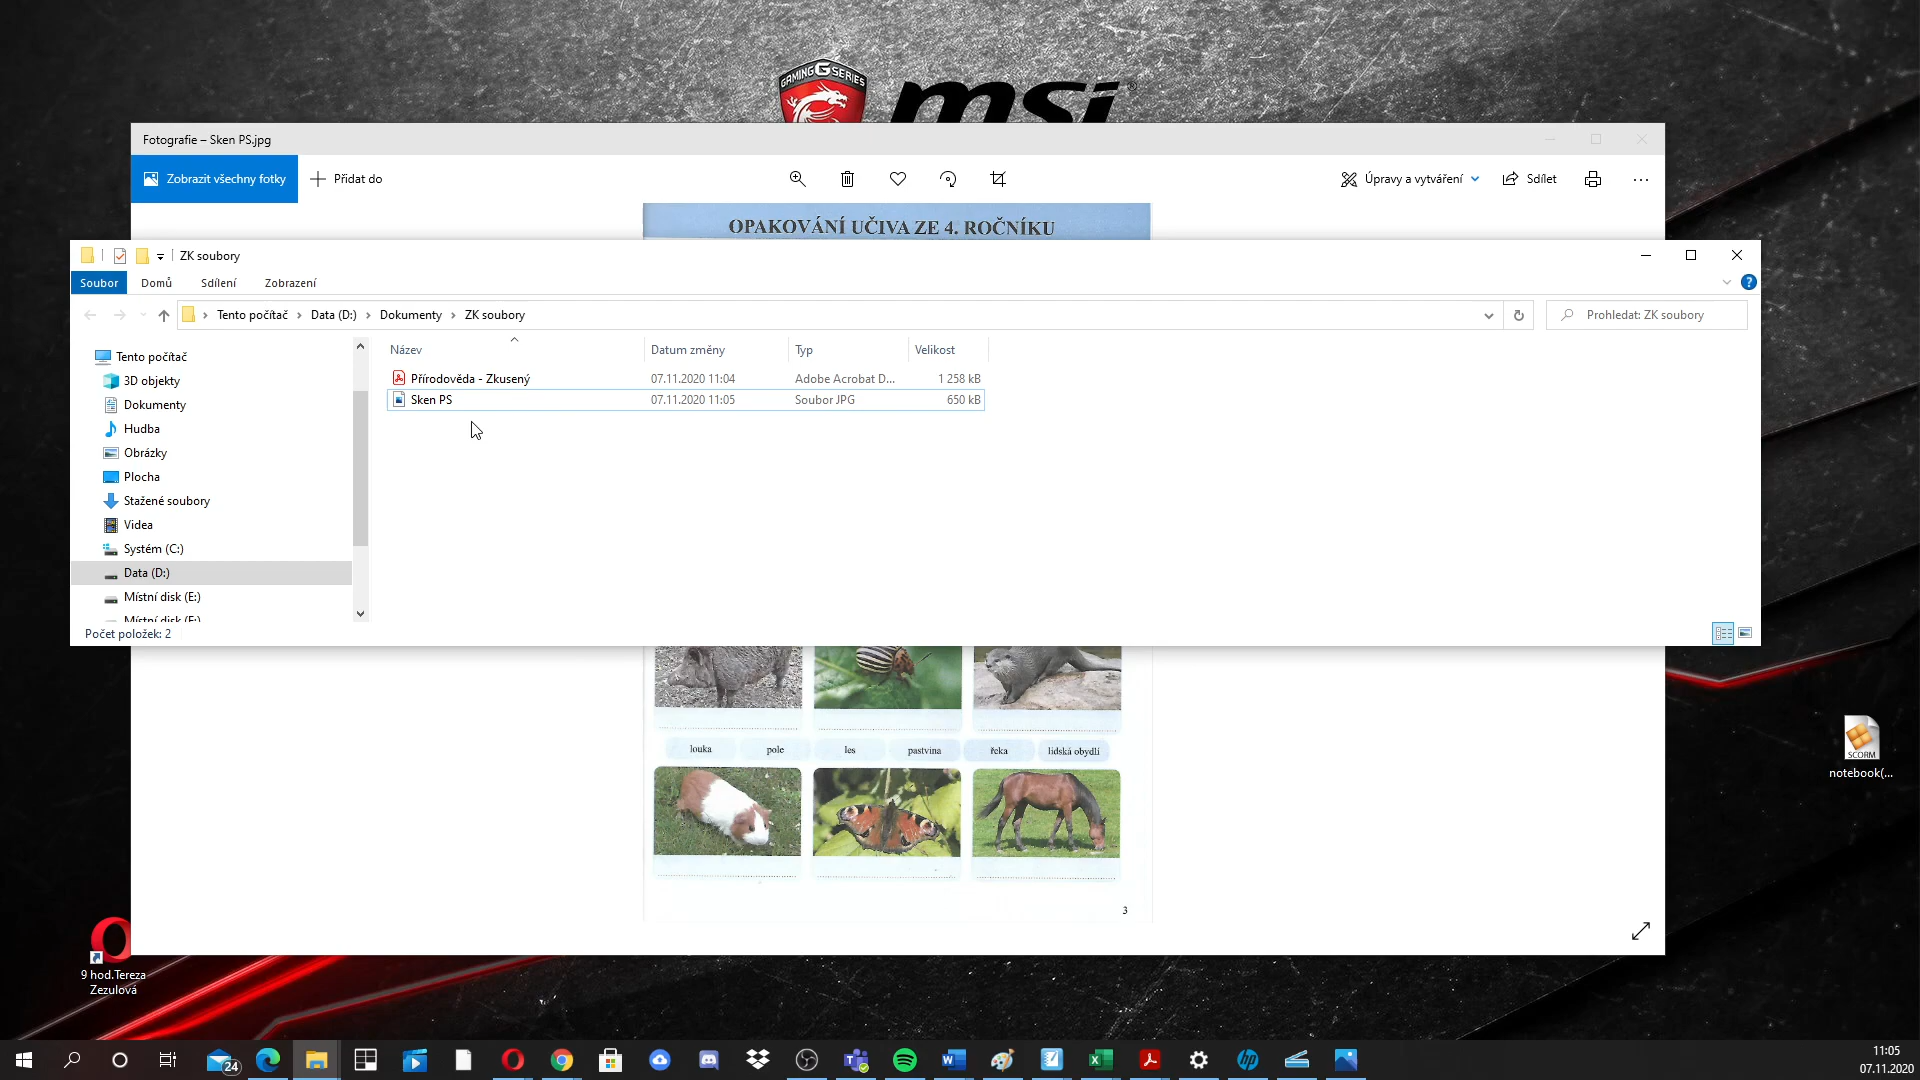 GAMING G SERIES
msi
Fotografie – Sken PS.jpg
Zobrazit všechny fotky
Přidat do
Úpravy a vytváření
Sdílet
OPAKOVÁNÍ UČIVA ZE 4. ROČNÍKU
ZK soubory
Soubor
Domů
Sdílení
Zobrazení
?
Tento počítač
Data (D:)
Dokumenty
ZK soubory
Prohledat: ZK soubory
Tento počítač
3D objekty
Dokumenty
Hudba
Obrázky
Plocha
Stažené soubory
Videa
Systém (C:)
Data (D:)
Místní disk (E:)
Místní disk (F:)
Název
Datum změny
Typ
Velikost
Přírodověda - Zkusený
07.11.2020 11:04
Adobe Acrobat D...
1 258 kB
Sken PS
07.11.2020 11:05
Soubor JPG
650 kB
Počet položek: 2
louka
pole
les
pastvina
řeka
lidská obydlí
3
SCORM
notebook(...
9 hod.Tereza
Zezulová
24
11:05
07.11.2020